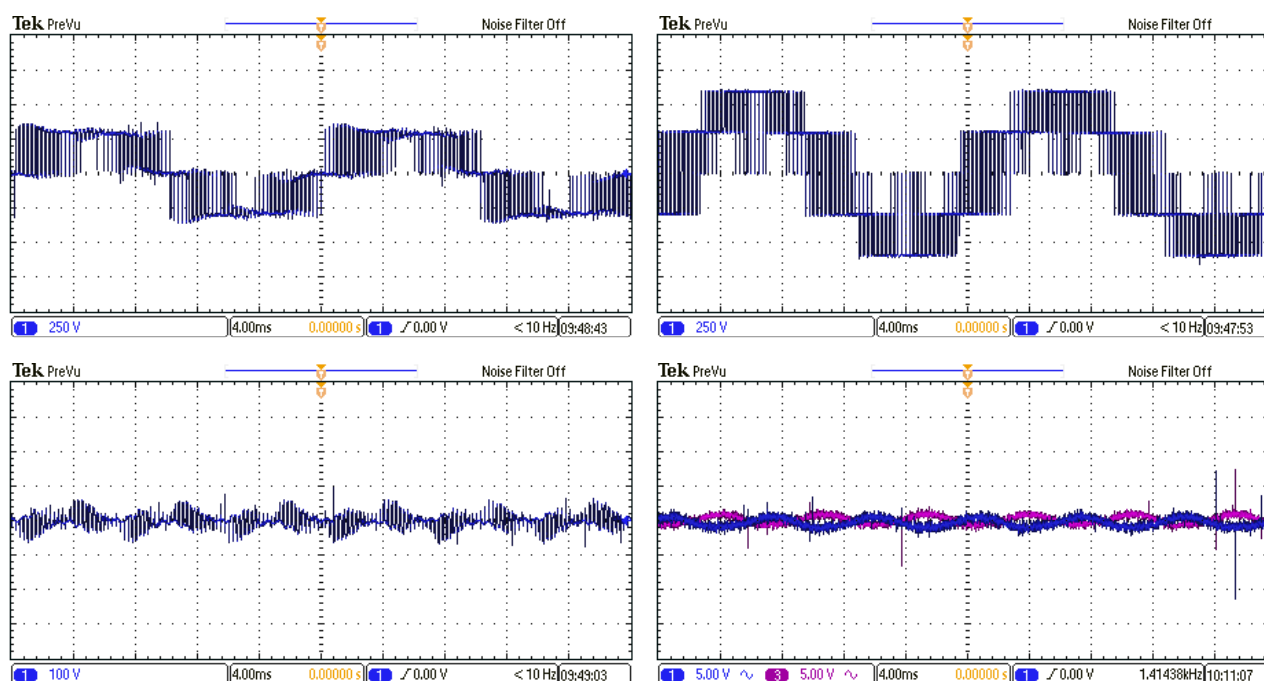 Tek PreVu Noise Filter Off
1 250 V 4.00ms 0.00000 s 1 0.00 V < 10 Hz 09:48:43
Tek PreVu Noise Filter Off
1 250 V 4.00ms 0.00000 s 1 0.00 V < 10 Hz 09:47:53
Tek PreVu Noise Filter Off
1 100 V 4.00ms 0.00000 s 1 0.00 V < 10 Hz 09:49:03
Tek PreVu Noise Filter Off
1 5.00 V 3 5.00 V 4.00ms 0.00000 s 1 0.00 V 1.41438kHz 10:11:07